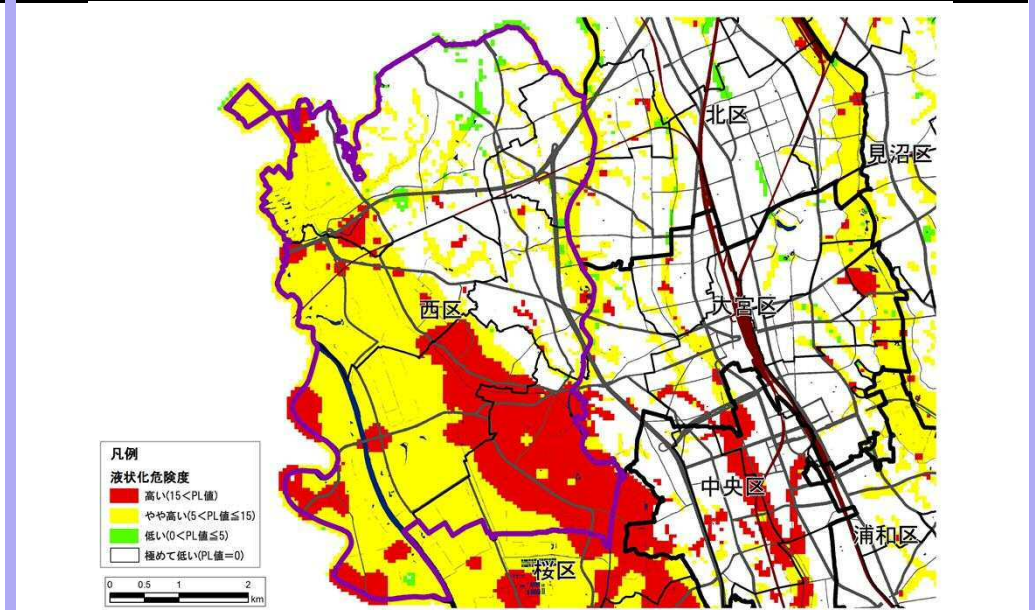 北区
見沼区
大宮区
西区
中央区
浦和区
桜区
凡例
液状化危険度
高い(15<PL値)
やや高い(5<PL値≦15)
低い(0<PL値≦5)
極めて低い(PL値=0)
0 0.5 1 2
km